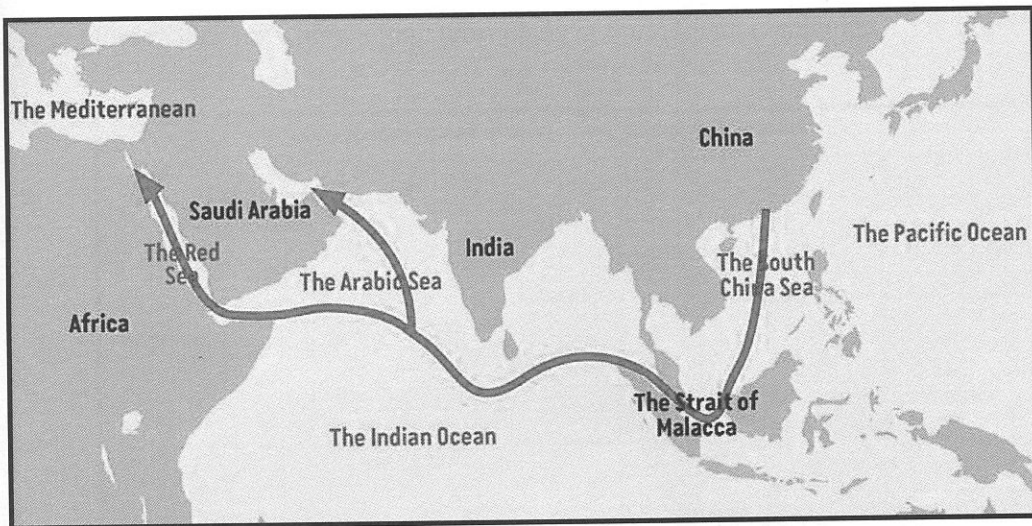 The Mediterranean
China
Saudi Arabia
The Red
Sea
India
The Pacific Ocean
The Arabic Sea
The South
China Sea
Africa
The Strait of
Malacca
The Indian Ocean